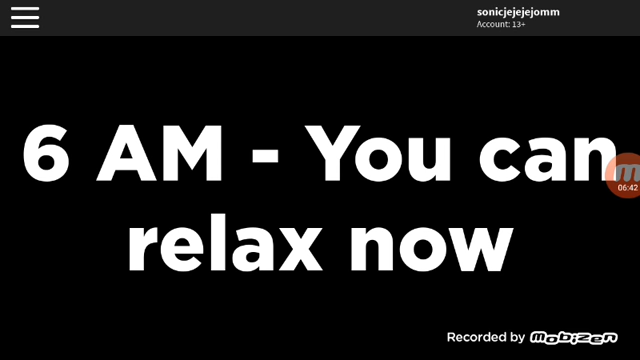 sonicjejejejomm
Account: 13+
6 AM - You can
relax now
06:42
Recorded by mobizen